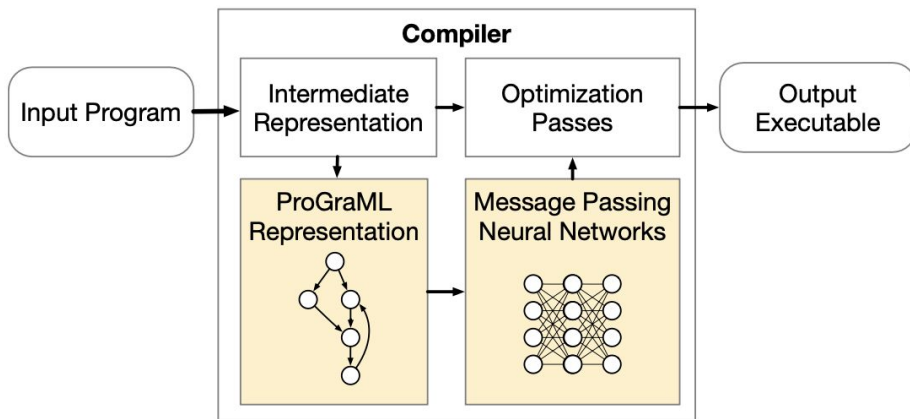 Compiler
Input Program
Intermediate
Representation
Optimization
Passes
Output
Executable
ProGraML
Representation
Message Passing
Neural Networks